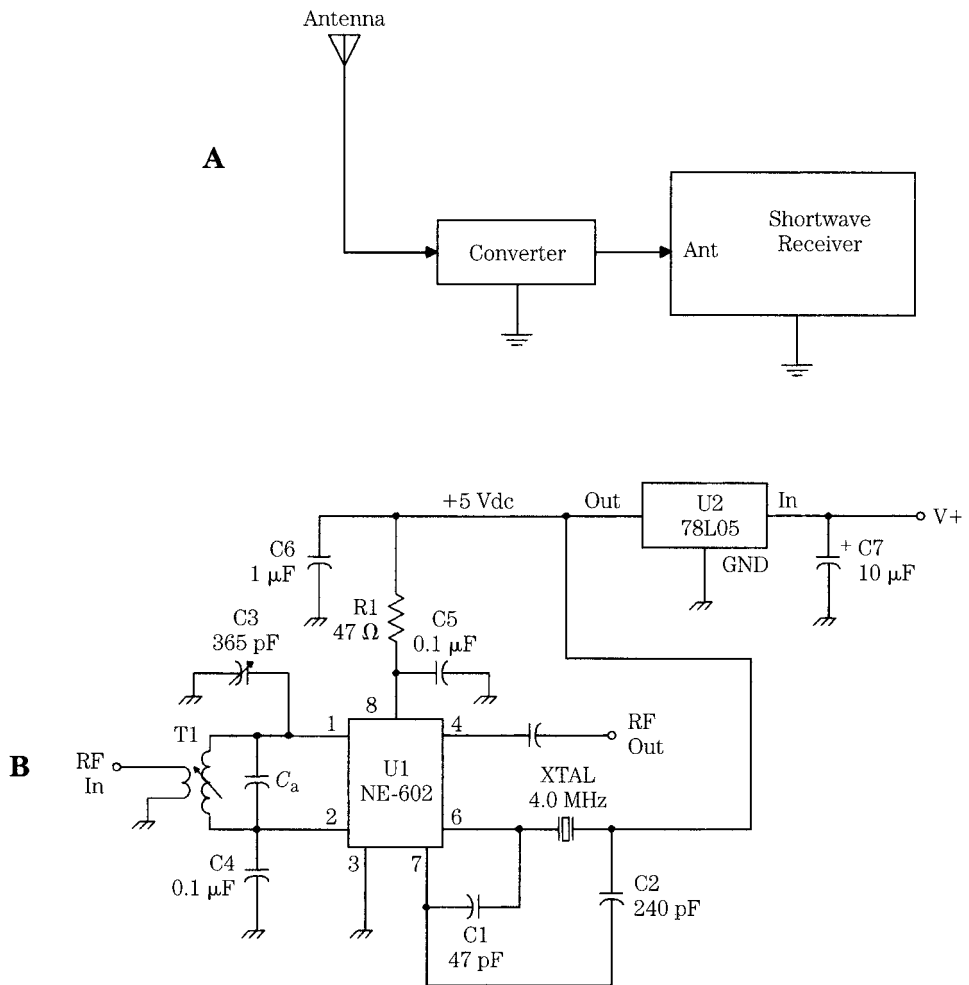 Antenna
A
Converter
Ant
Shortwave
Receiver
+5 Vdc
Out
U2
78L05
In
V+
GND
+ C7
10 µF
C6
1 µF
R1
47 Ω
C5
0.1 µF
C3
365 pF
8
T1
1
4
RF
Out
B
RF
In
Ca
U1
NE-602
XTAL
4.0 MHz
2
6
3
7
C4
0.1 µF
C2
240 pF
C1
47 pF